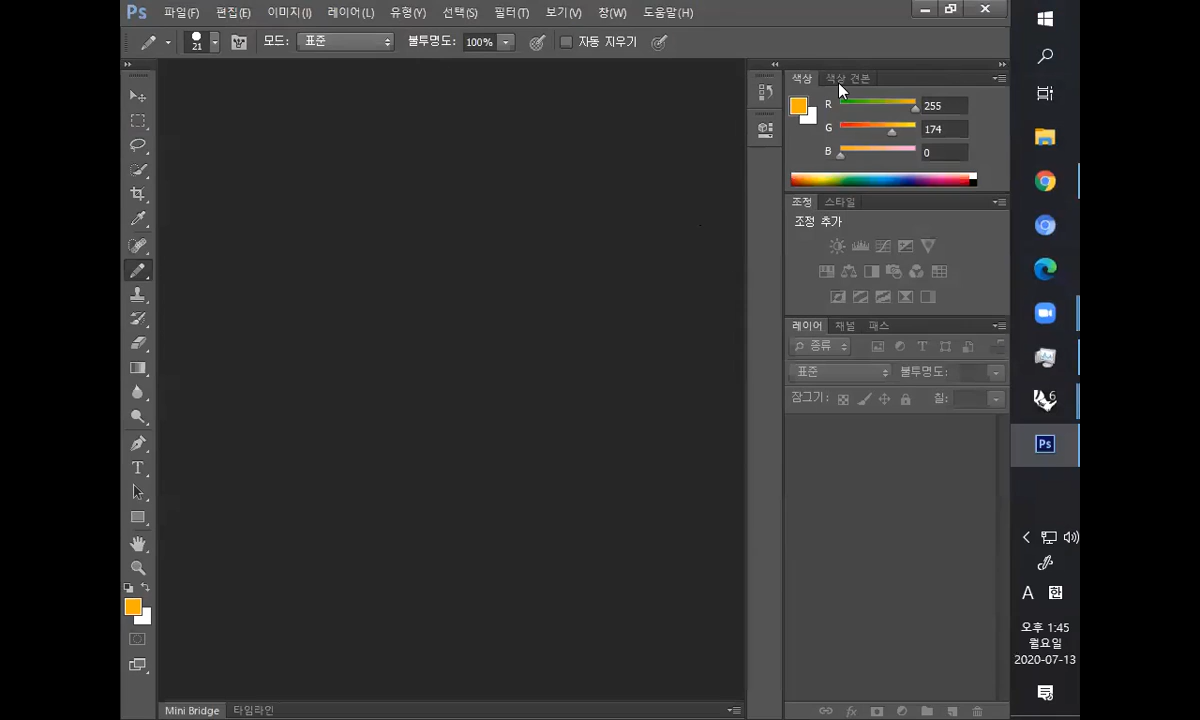 Ps 파일(F) 편집(E) 이미지(I) 레이어(L) 유형(Y) 선택(S) 필터(T) 보기(V) 창(W) 도움말(H)
21 모드: 표준 불투명도: 100% 자동 지우기
색상 색상 견본
R 255
G 174
B 0
조정 스타일
조정 추가
레이어 채널 패스
종류 T
표준 불투명도:
잠그기: 칠:
T
fx
Mini Bridge 타임라인
6
Ps
A 한
오후 1:45
월요일
2020-07-13